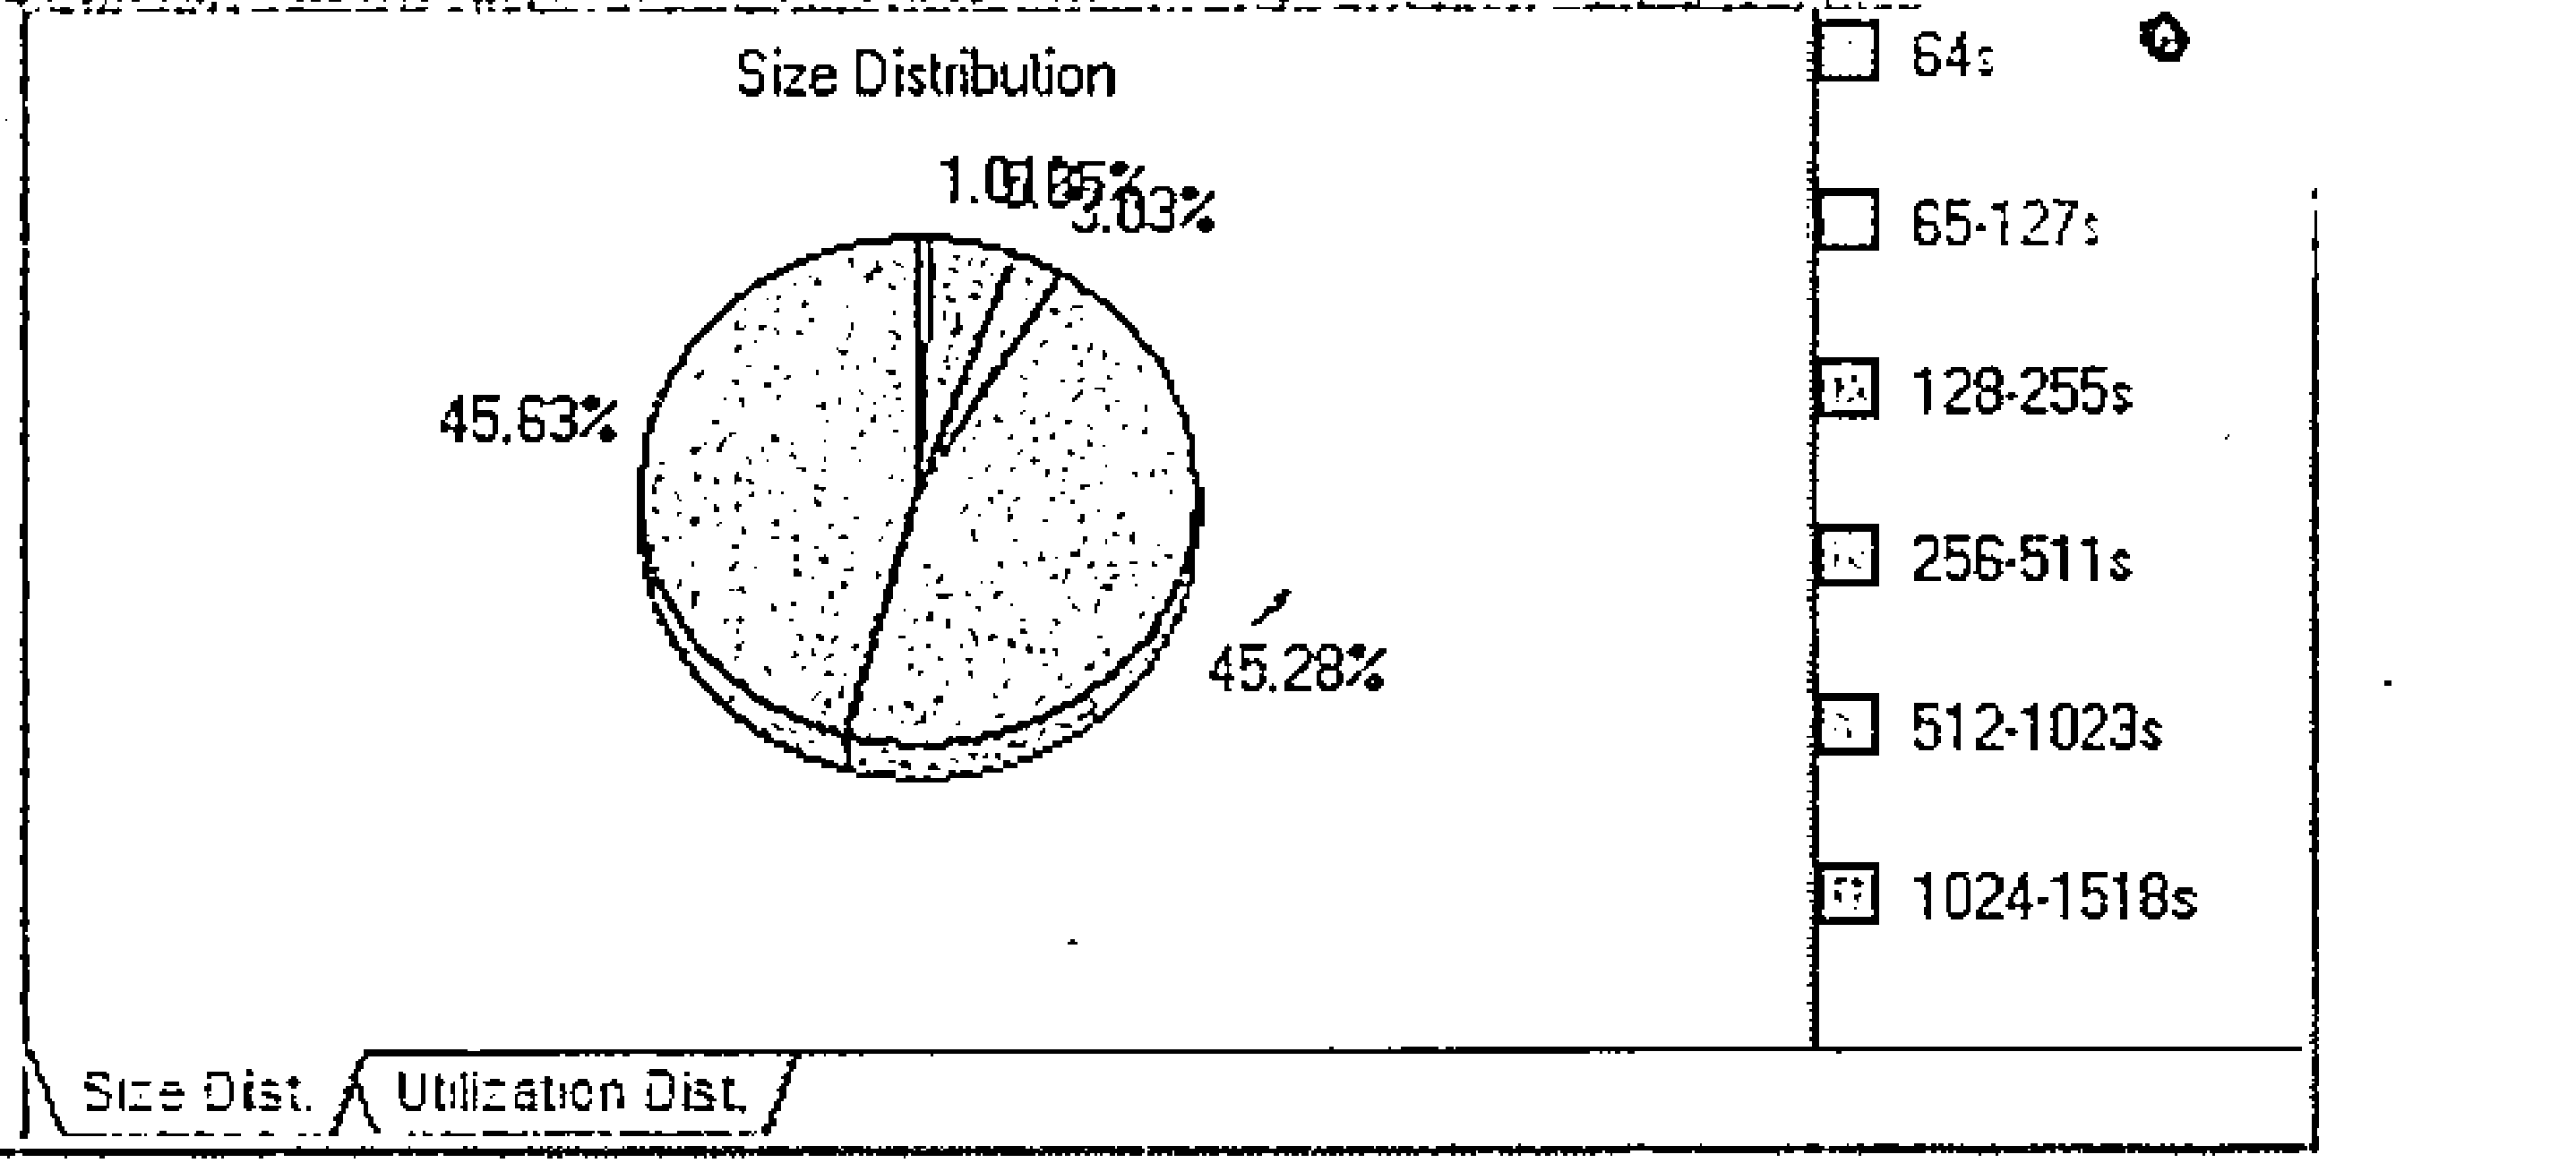 Size Distribution
3.03%
45.63%
45.28%
64s
65-127s
128-255s
256-511s
512-1023s
1024-1518s
Size Dist.
Utilization Dist.